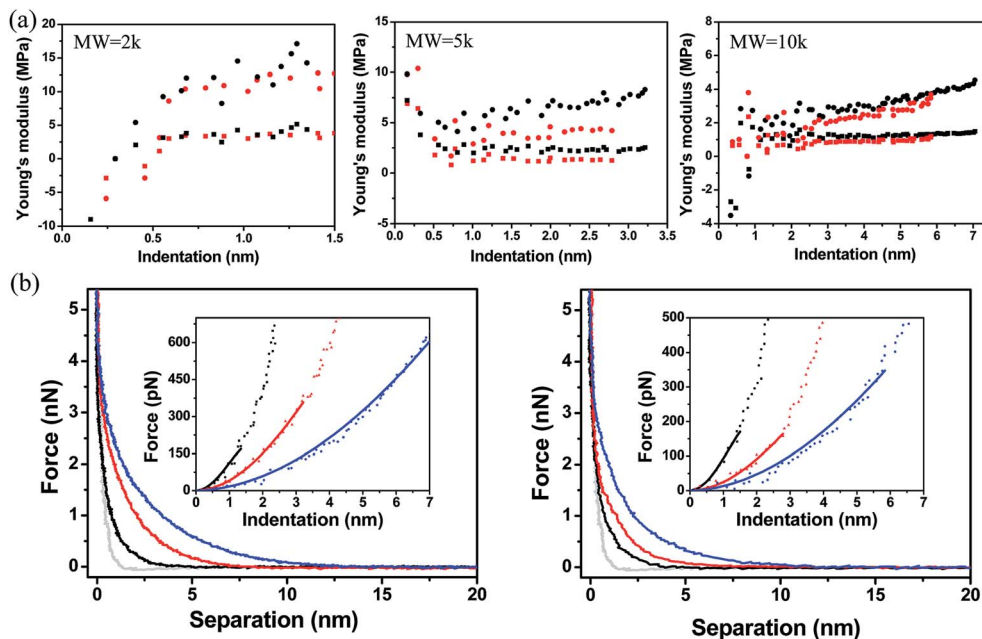 (a)
MW=2k
Young's modulus (MPa)
20
15
10
5
0
-5
-10
0.0 0.5 1.0 1.5
Indentation (nm)
MW=5k
Young's modulus (MPa)
15
10
5
0
-5
0.0 0.5 1.0 1.5 2.0 2.5 3.0 3.5
Indentation (nm)
MW=10k
Young's modulus (MPa)
8
6
4
2
0
-2
-4
0 1 2 3 4 5 6 7
Indentation (nm)
(b)
Force (nN)
5
4
3
2
1
0
0 5 10 15 20
Separation (nm)
Force (pN)
600
450
300
150
0
0 1 2 3 4 5 6 7
Indentation (nm)
Force (nN)
5
4
3
2
1
0
0 5 10 15 20
Separation (nm)
Force (pN)
500
400
300
200
100
0
0 1 2 3 4 5 6 7
Indentation (nm)